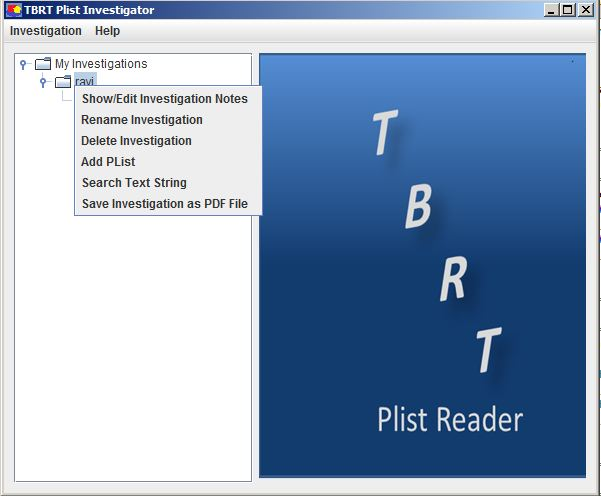 TBRT Plist Investigator
Investigation Help
My Investigations
ravi
Show/Edit Investigation Notes
Rename Investigation
Delete Investigation
Add PList
Search Text String
Save Investigation as PDF File
T
B
R
T
Plist Reader